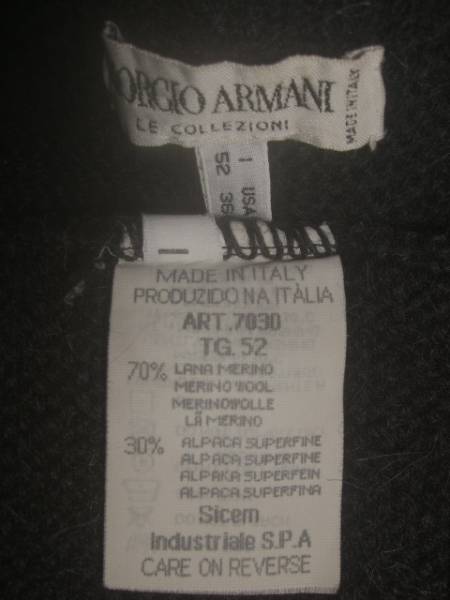 ORGIO ARMANI
LE COLLEZIONI
MADE IN ITALY
I USA
52 36
MADE IN ITALY
PRODUZIDO NA ITÀLIA
ART.7030
TG.52
70% LANA MERINO
MERINO WOOL
MERINOWOLLE
LÃ MERINO
30% ALPACA SUPERFINE
ALPACA SUPERFINE
ALPAKA SUPERFEIN
ALPACA SUPERFINA
Sicem
Industriale S.P.A
CARE ON REVERSE